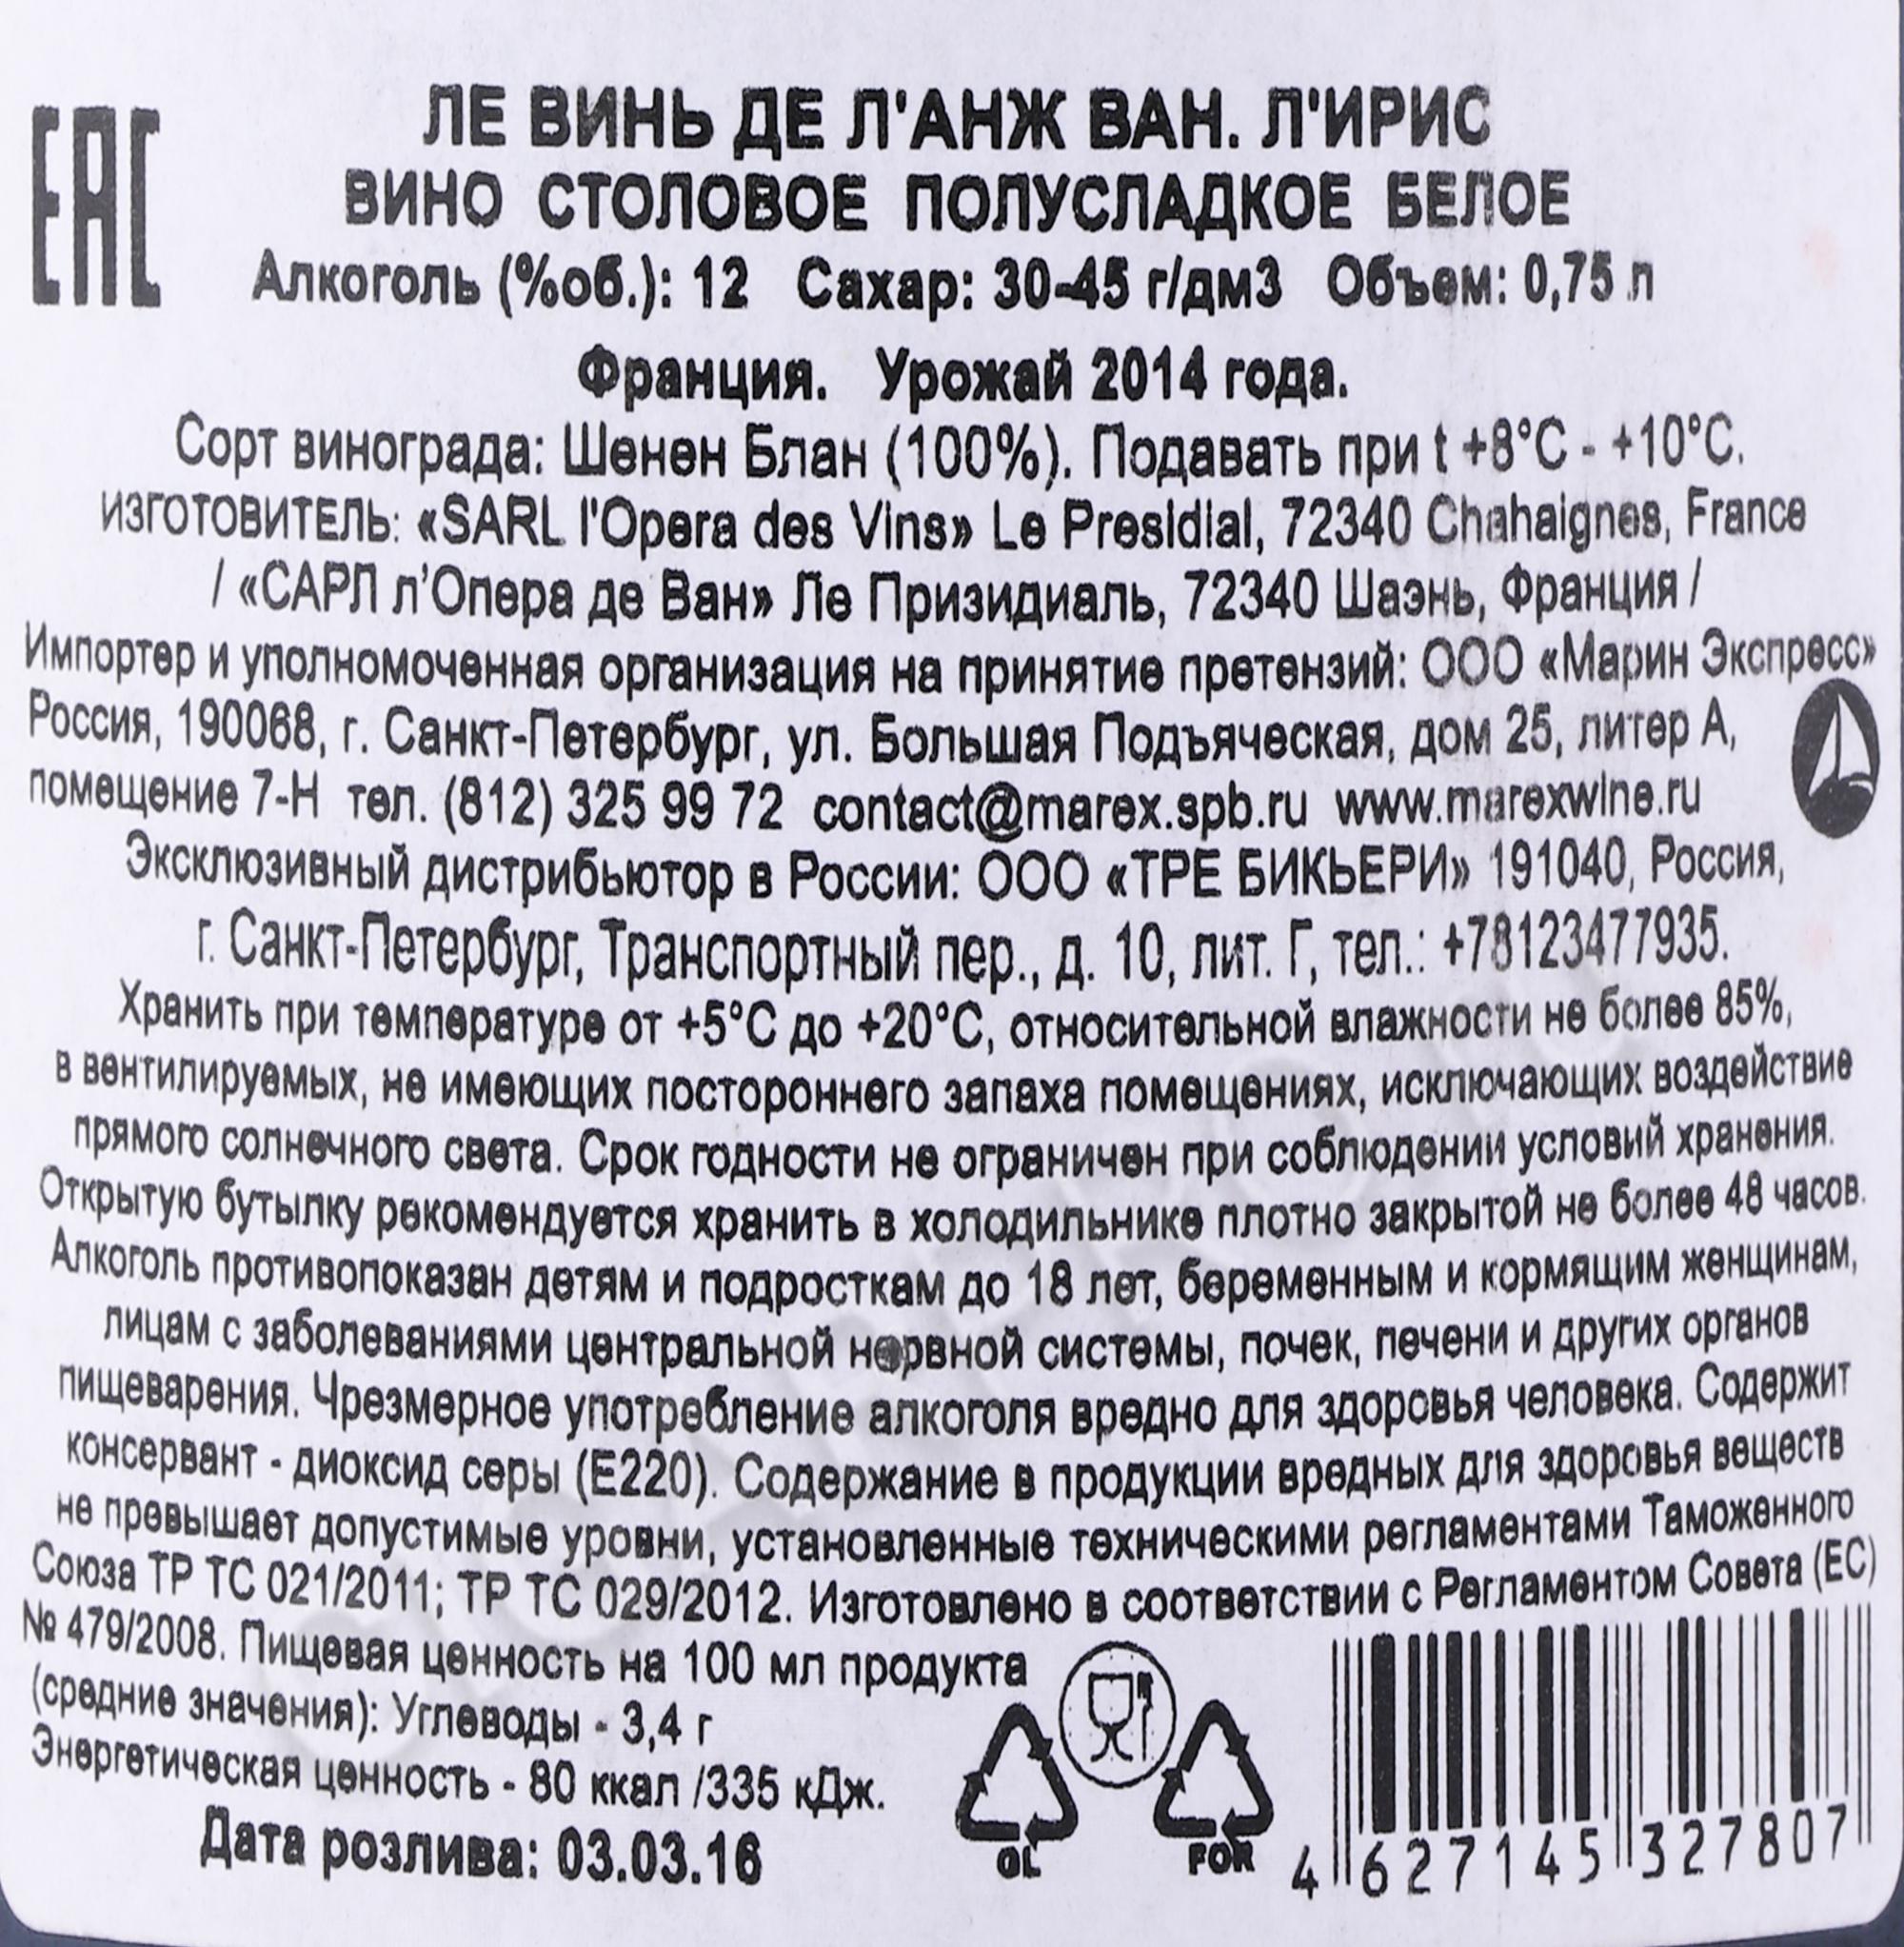 EAC
ЛЕ ВИНЬ ДЕ Л'АНЖ ВАН. Л'ИРИС
ВИНО СТОЛОВОЕ ПОЛУСЛАДКОЕ БЕЛОЕ
Алкоголь (%об.): 12 Сахар: 30-45 г/дм3 Объем: 0,75 л
Франция. Урожай 2014 года.
Сорт винограда: Шенен Блан (100%). Подавать при t +8°C - +10°C.
ИЗГОТОВИТЕЛЬ: «SARL l'Opera des Vins» Le Presidial, 72340 Chahaignes, France
/ «САРЛ л'Опера де Ван» Ле Призидиаль, 72340 Шаэнь, Франция /
Импортер и уполномоченная организация на принятие претензий: ООО «Марин Экспресс»
Россия, 190068, г. Санкт-Петербург, ул. Большая Подъяческая, дом 25, литер А,
помещение 7-Н тел. (812) 325 99 72 contact@marex.spb.ru www.marexwine.ru
Эксклюзивный дистрибьютор в России: ООО «ТРЕ БИКЬЕРИ» 191040, Россия,
г. Санкт-Петербург, Транспортный пер., д. 10, лит. Г, тел.: +78123477935.
Хранить при температуре от +5°C до +20°C, относительной влажности не более 85%,
в вентилируемых, не имеющих постороннего запаха помещениях, исключающих воздействие
прямого солнечного света. Срок годности не ограничен при соблюдении условий хранения.
Открытую бутылку рекомендуется хранить в холодильнике плотно закрытой не более 48 часов.
Алкоголь противопоказан детям и подросткам до 18 лет, беременным и кормящим женщинам,
лицам с заболеваниями центральной нервной системы, почек, печени и других органов
пищеварения. Чрезмерное употребление алкоголя вредно для здоровья человека. Содержит
консервант - диоксид серы (Е220). Содержание в продукции вредных для здоровья веществ
не превышает допустимые уровни, установленные техническими регламентами Таможенного
Союза ТР ТС 021/2011; ТР ТС 029/2012. Изготовлено в соответствии с Регламентом Совета (ЕС)
№ 479/2008. Пищевая ценность на 100 мл продукта
(средние значения): Углеводы - 3,4 г
Энергетическая ценность - 80 ккал /335 кДж.
Дата розлива: 03.03.16
GL FOR
4 627145 327807